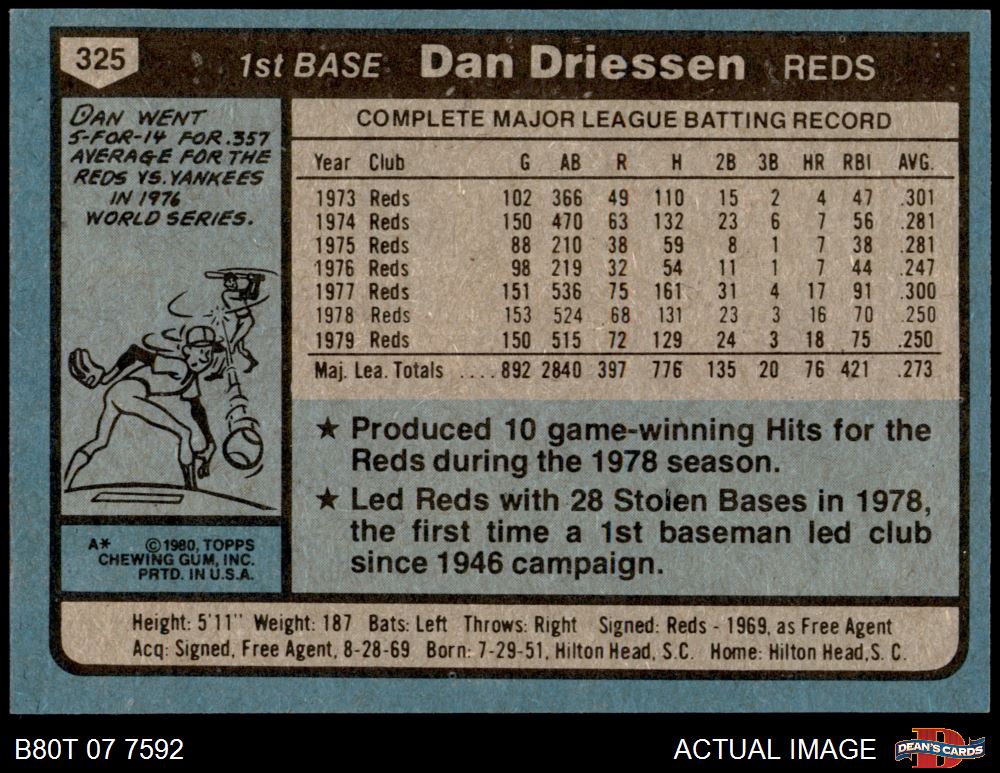 325
1st BASE Dan Driessen REDS
DAN WENT
5-FOR-14 FOR .357
AVERAGE FOR THE
REDS VS. YANKEES
IN 1976
WORLD SERIES.
COMPLETE MAJOR LEAGUE BATTING RECORD
Year Club G AB R H 2B 3B HR RBI AVG.
1973 Reds 102 366 49 110 15 2 4 47 .301
1974 Reds 150 470 63 132 23 6 7 56 .281
1975 Reds 88 210 38 59 8 1 7 38 .281
1976 Reds 98 219 32 54 11 1 7 44 .247
1977 Reds 151 536 75 161 31 4 17 91 .300
1978 Reds 153 524 68 131 23 3 16 70 .250
1979 Reds 150 515 72 129 24 3 18 75 .250
Maj. Lea. Totals ....892 2840 397 776 135 20 76 421 .273
★ Produced 10 game-winning Hits for the
Reds during the 1978 season.
★ Led Reds with 28 Stolen Bases in 1978,
the first time a 1st baseman led club
since 1946 campaign.
A* ©1980, TOPPS
CHEWING GUM, INC.
PRTD. IN U.S.A.
Height: 5'11" Weight: 187 Bats: Left Throws: Right Signed: Reds - 1969, as Free Agent
Acq: Signed, Free Agent, 8-28-69 Born: 7-29-51, Hilton Head, S.C. Home: Hilton Head, S. C.
B80T 07 7592 ACTUAL IMAGE
D
DEAN'S CARDS